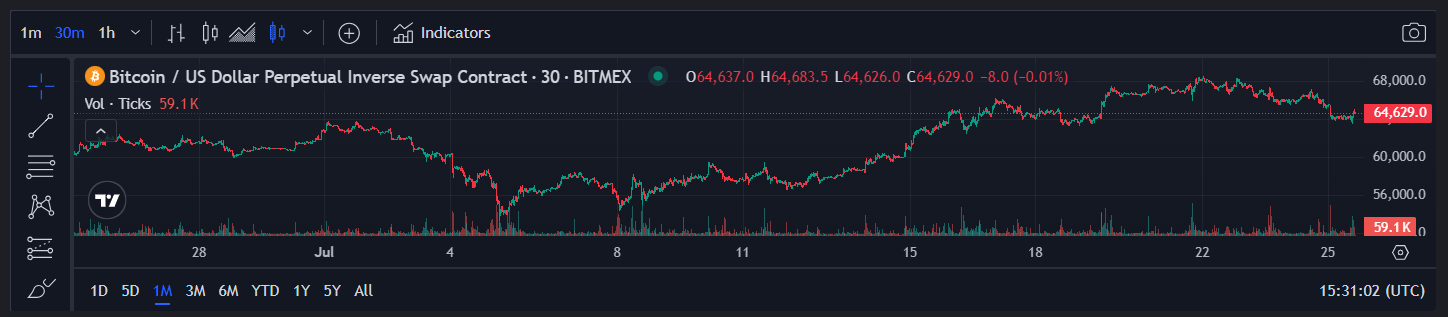 1m 30m 1h Indicators
Bitcoin / US Dollar Perpetual Inverse Swap Contract · 30 · BITMEX O64,637.0 H64,683.5 L64,626.0 C64,629.0 −8.0 (−0.01%)
Vol · Ticks 59.1K
68,000.0
64,629.0
60,000.0
56,000.0
59.1K
28 Jul 4 8 11 15 18 22 25
1D 5D 1M 3M 6M YTD 1Y 5Y All 15:31:02 (UTC)